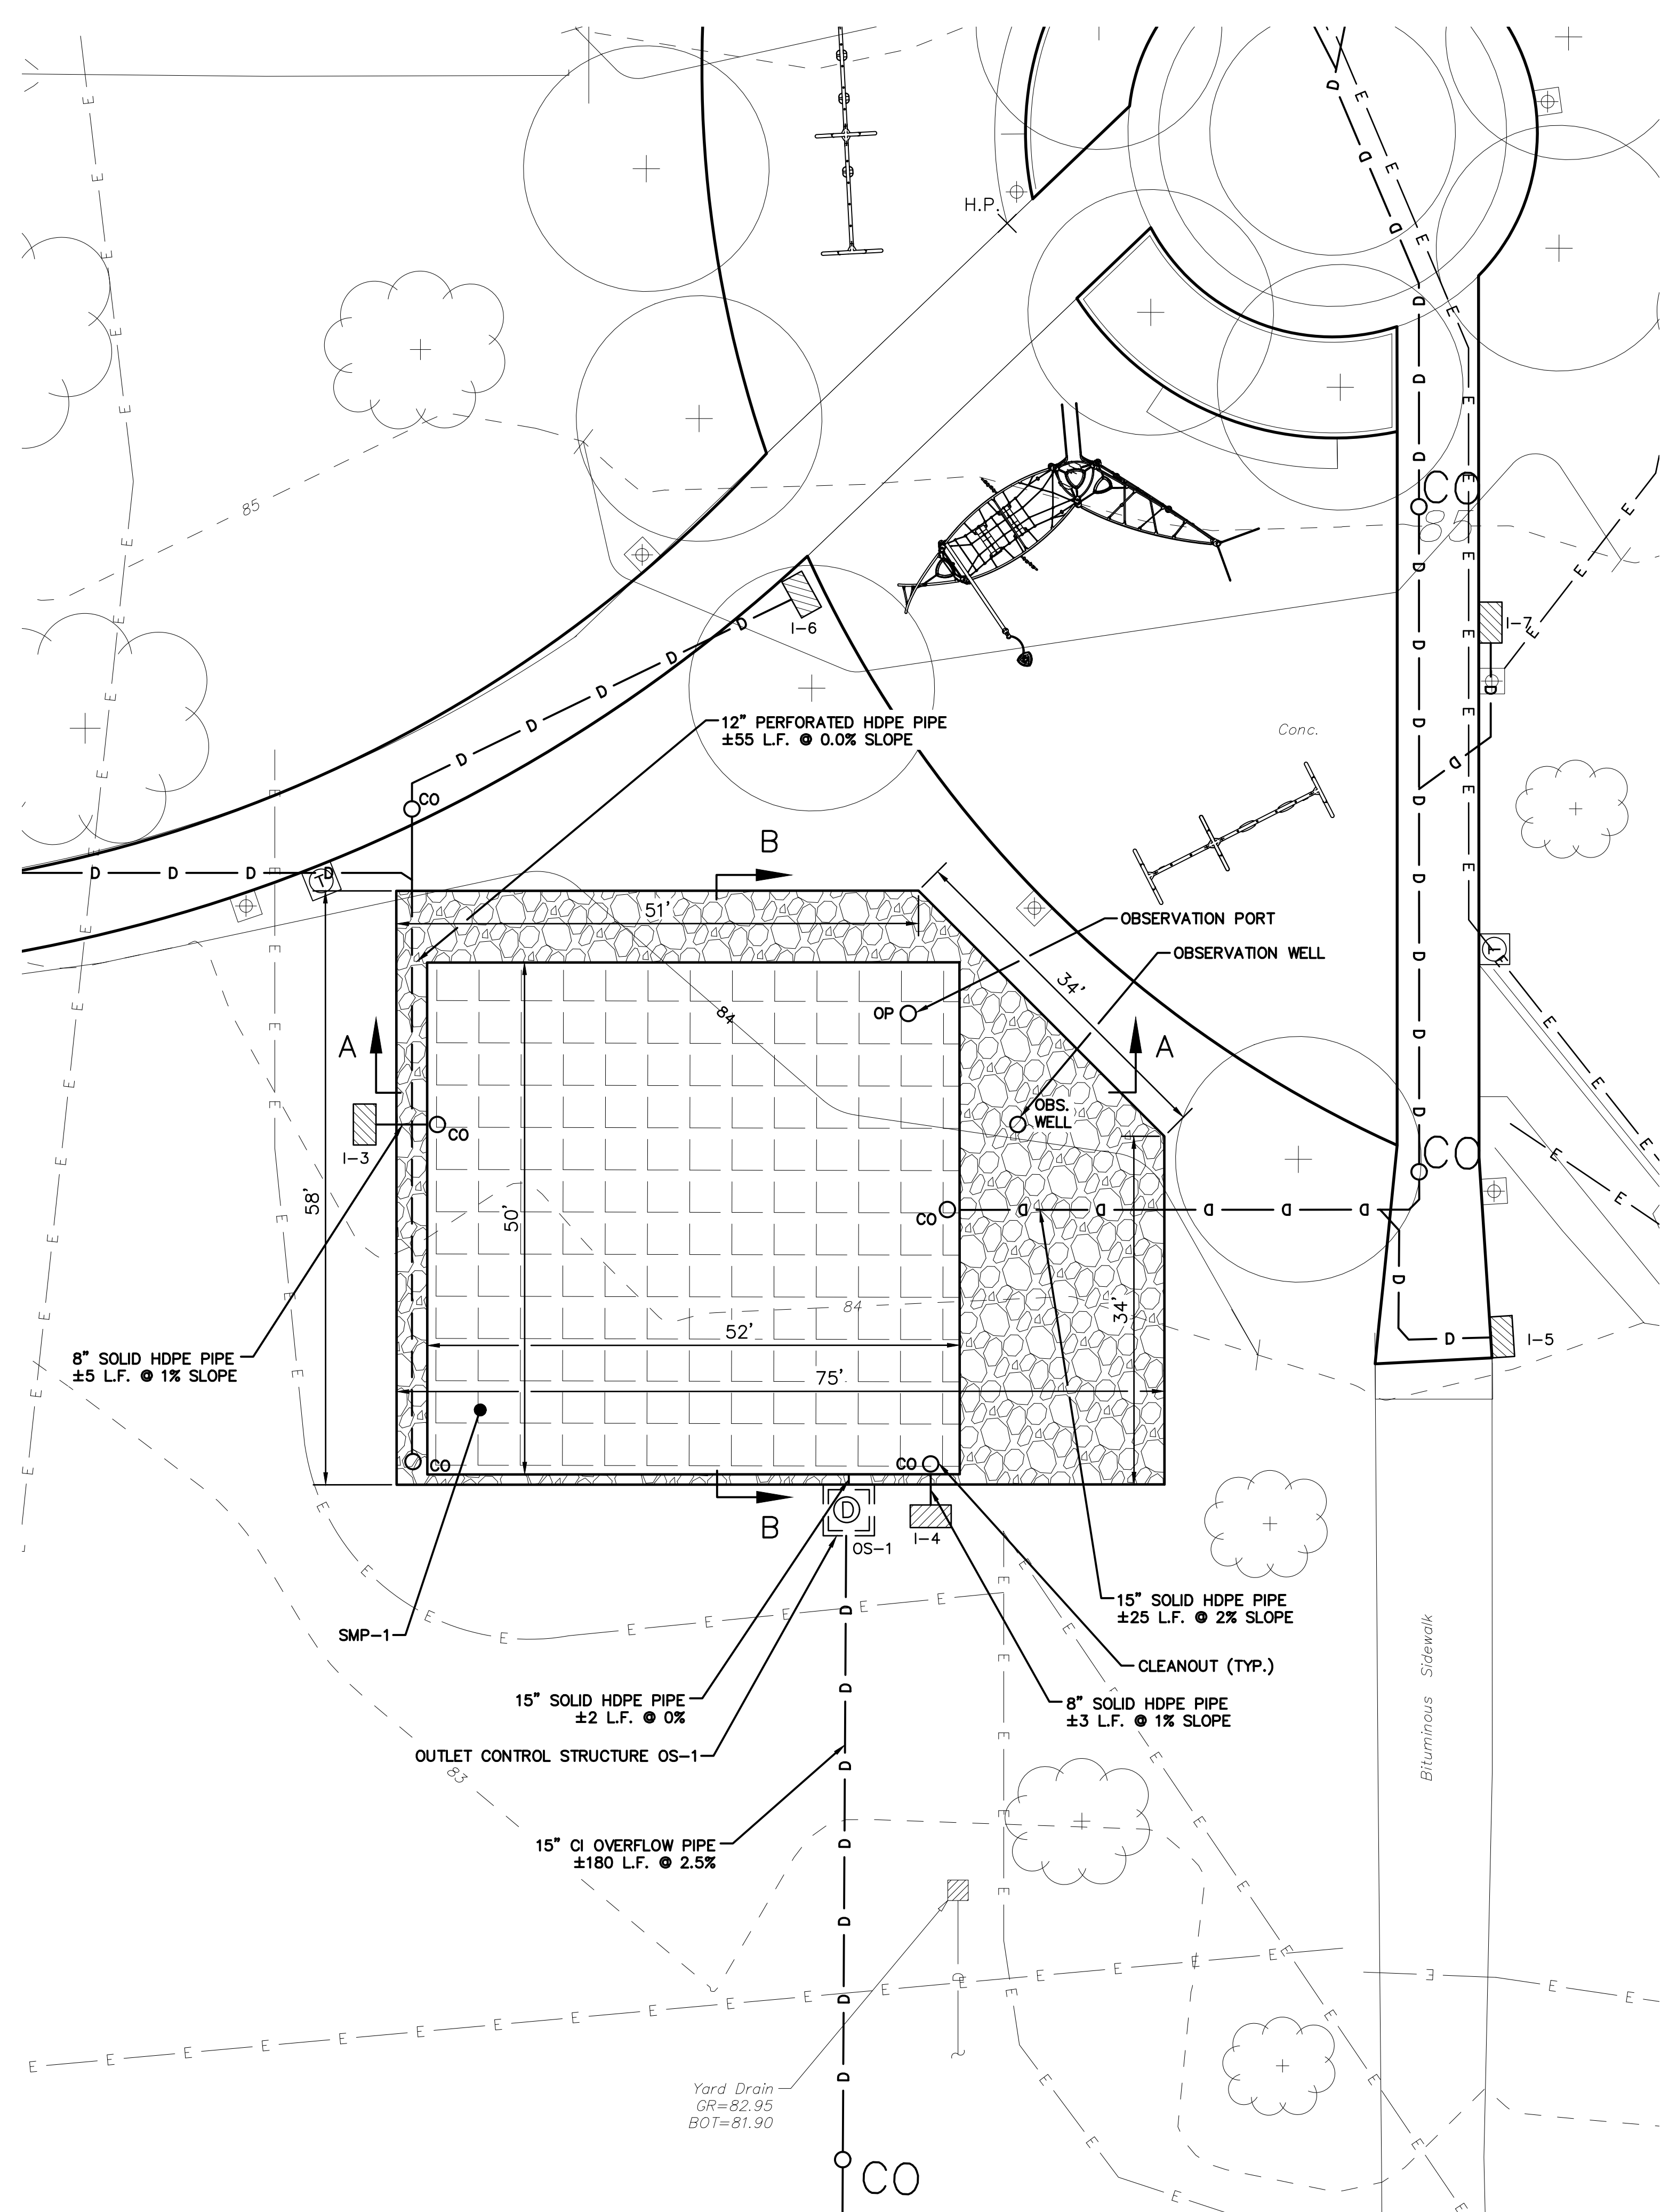 H.P.
85
CO
85
I-6
I-7
12" PERFORATED HDPE PIPE
±55 L.F. @ 0.0% SLOPE
Conc.
CO
T
B
51'
OBSERVATION PORT
OBSERVATION WELL
T
34'
84
OP
A
A
OBS.
WELL
CO
I-3
CO
58'
50'
CO
84
34'
52'
I-5
8" SOLID HDPE PIPE
±5 L.F. @ 1% SLOPE
75'
CO
CO
B
D
OS-1
I-4
15" SOLID HDPE PIPE
±25 L.F. @ 2% SLOPE
SMP-1
CLEANOUT (TYP.)
15" SOLID HDPE PIPE
±2 L.F. @ 0%
8" SOLID HDPE PIPE
±3 L.F. @ 1% SLOPE
Bituminous Sidewalk
OUTLET CONTROL STRUCTURE OS-1
83
15" CI OVERFLOW PIPE
±180 L.F. @ 2.5%
Yard Drain
GR=82.95
BOT=81.90
CO